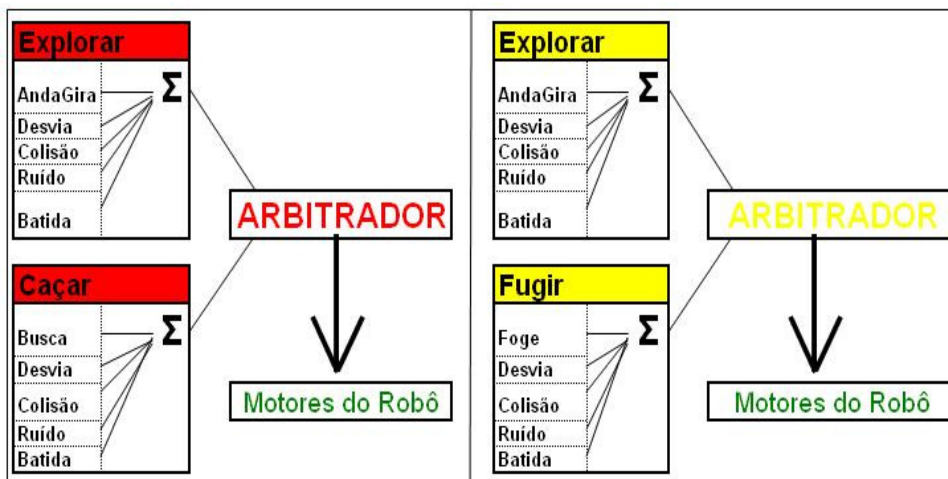 Explorar
AndaGira
Σ
Desvia
Colisão
Ruído
Batida
ARBITRADOR
Caçar
Busca
Σ
Desvia
Colisão
Ruído
Batida
Motores do Robô
Explorar
AndaGira
Σ
Desvia
Colisão
Ruído
Batida
ARBITRADOR
Fugir
Foge
Σ
Desvia
Colisão
Ruído
Batida
Motores do Robô